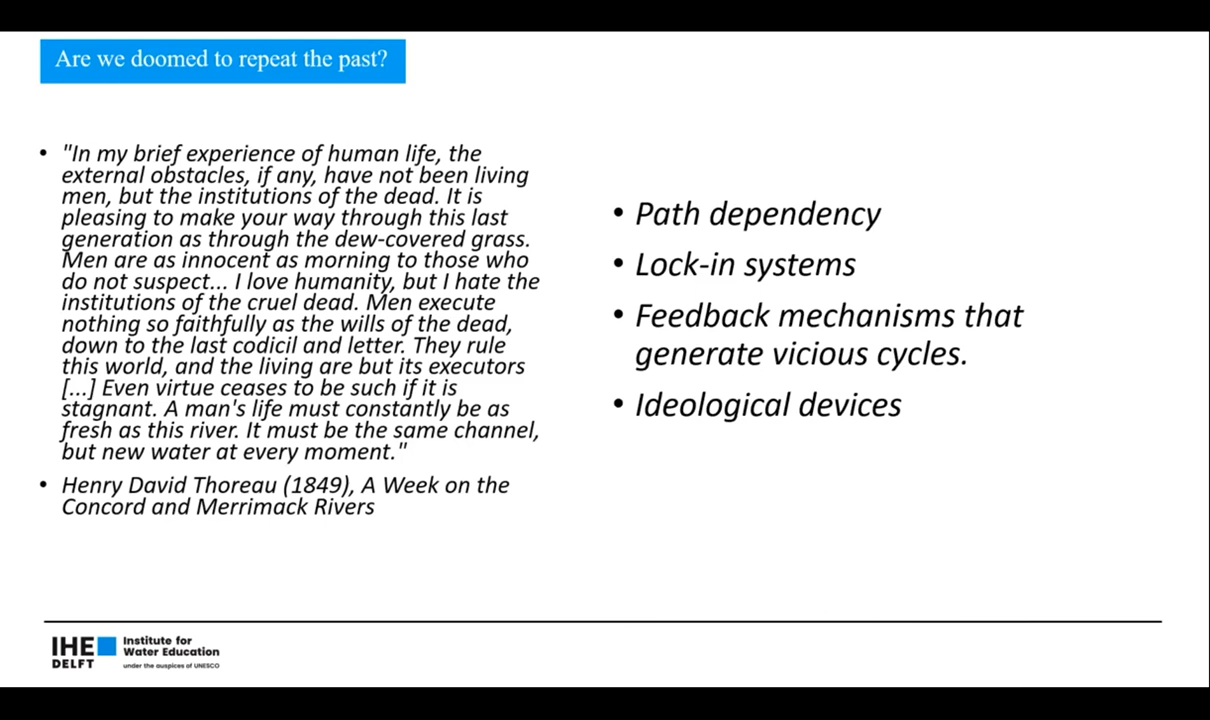 Are we doomed to repeat the past?
• "In my brief experience of human life, the
external obstacles, if any, have not been living
men, but the institutions of the dead. It is
pleasing to make your way through this last
generation as through the dew-covered grass.
Men are as innocent as morning to those who
do not suspect... I love humanity, but I hate the
institutions of the cruel dead. Men execute
nothing so faithfully as the wills of the dead,
down to the last codicil and letter. They rule
this world, and the living are but its executors
[...] Even virtue ceases to be such if it is
stagnant. A man's life must constantly be as
fresh as this river. It must be the same channel,
but new water at every moment."
• Henry David Thoreau (1849), A Week on the
Concord and Merrimack Rivers
• Path dependency
• Lock-in systems
• Feedback mechanisms that
generate vicious cycles.
• Ideological devices
IHE
DELFT
Institute for
Water Education
under the auspices of UNESCO